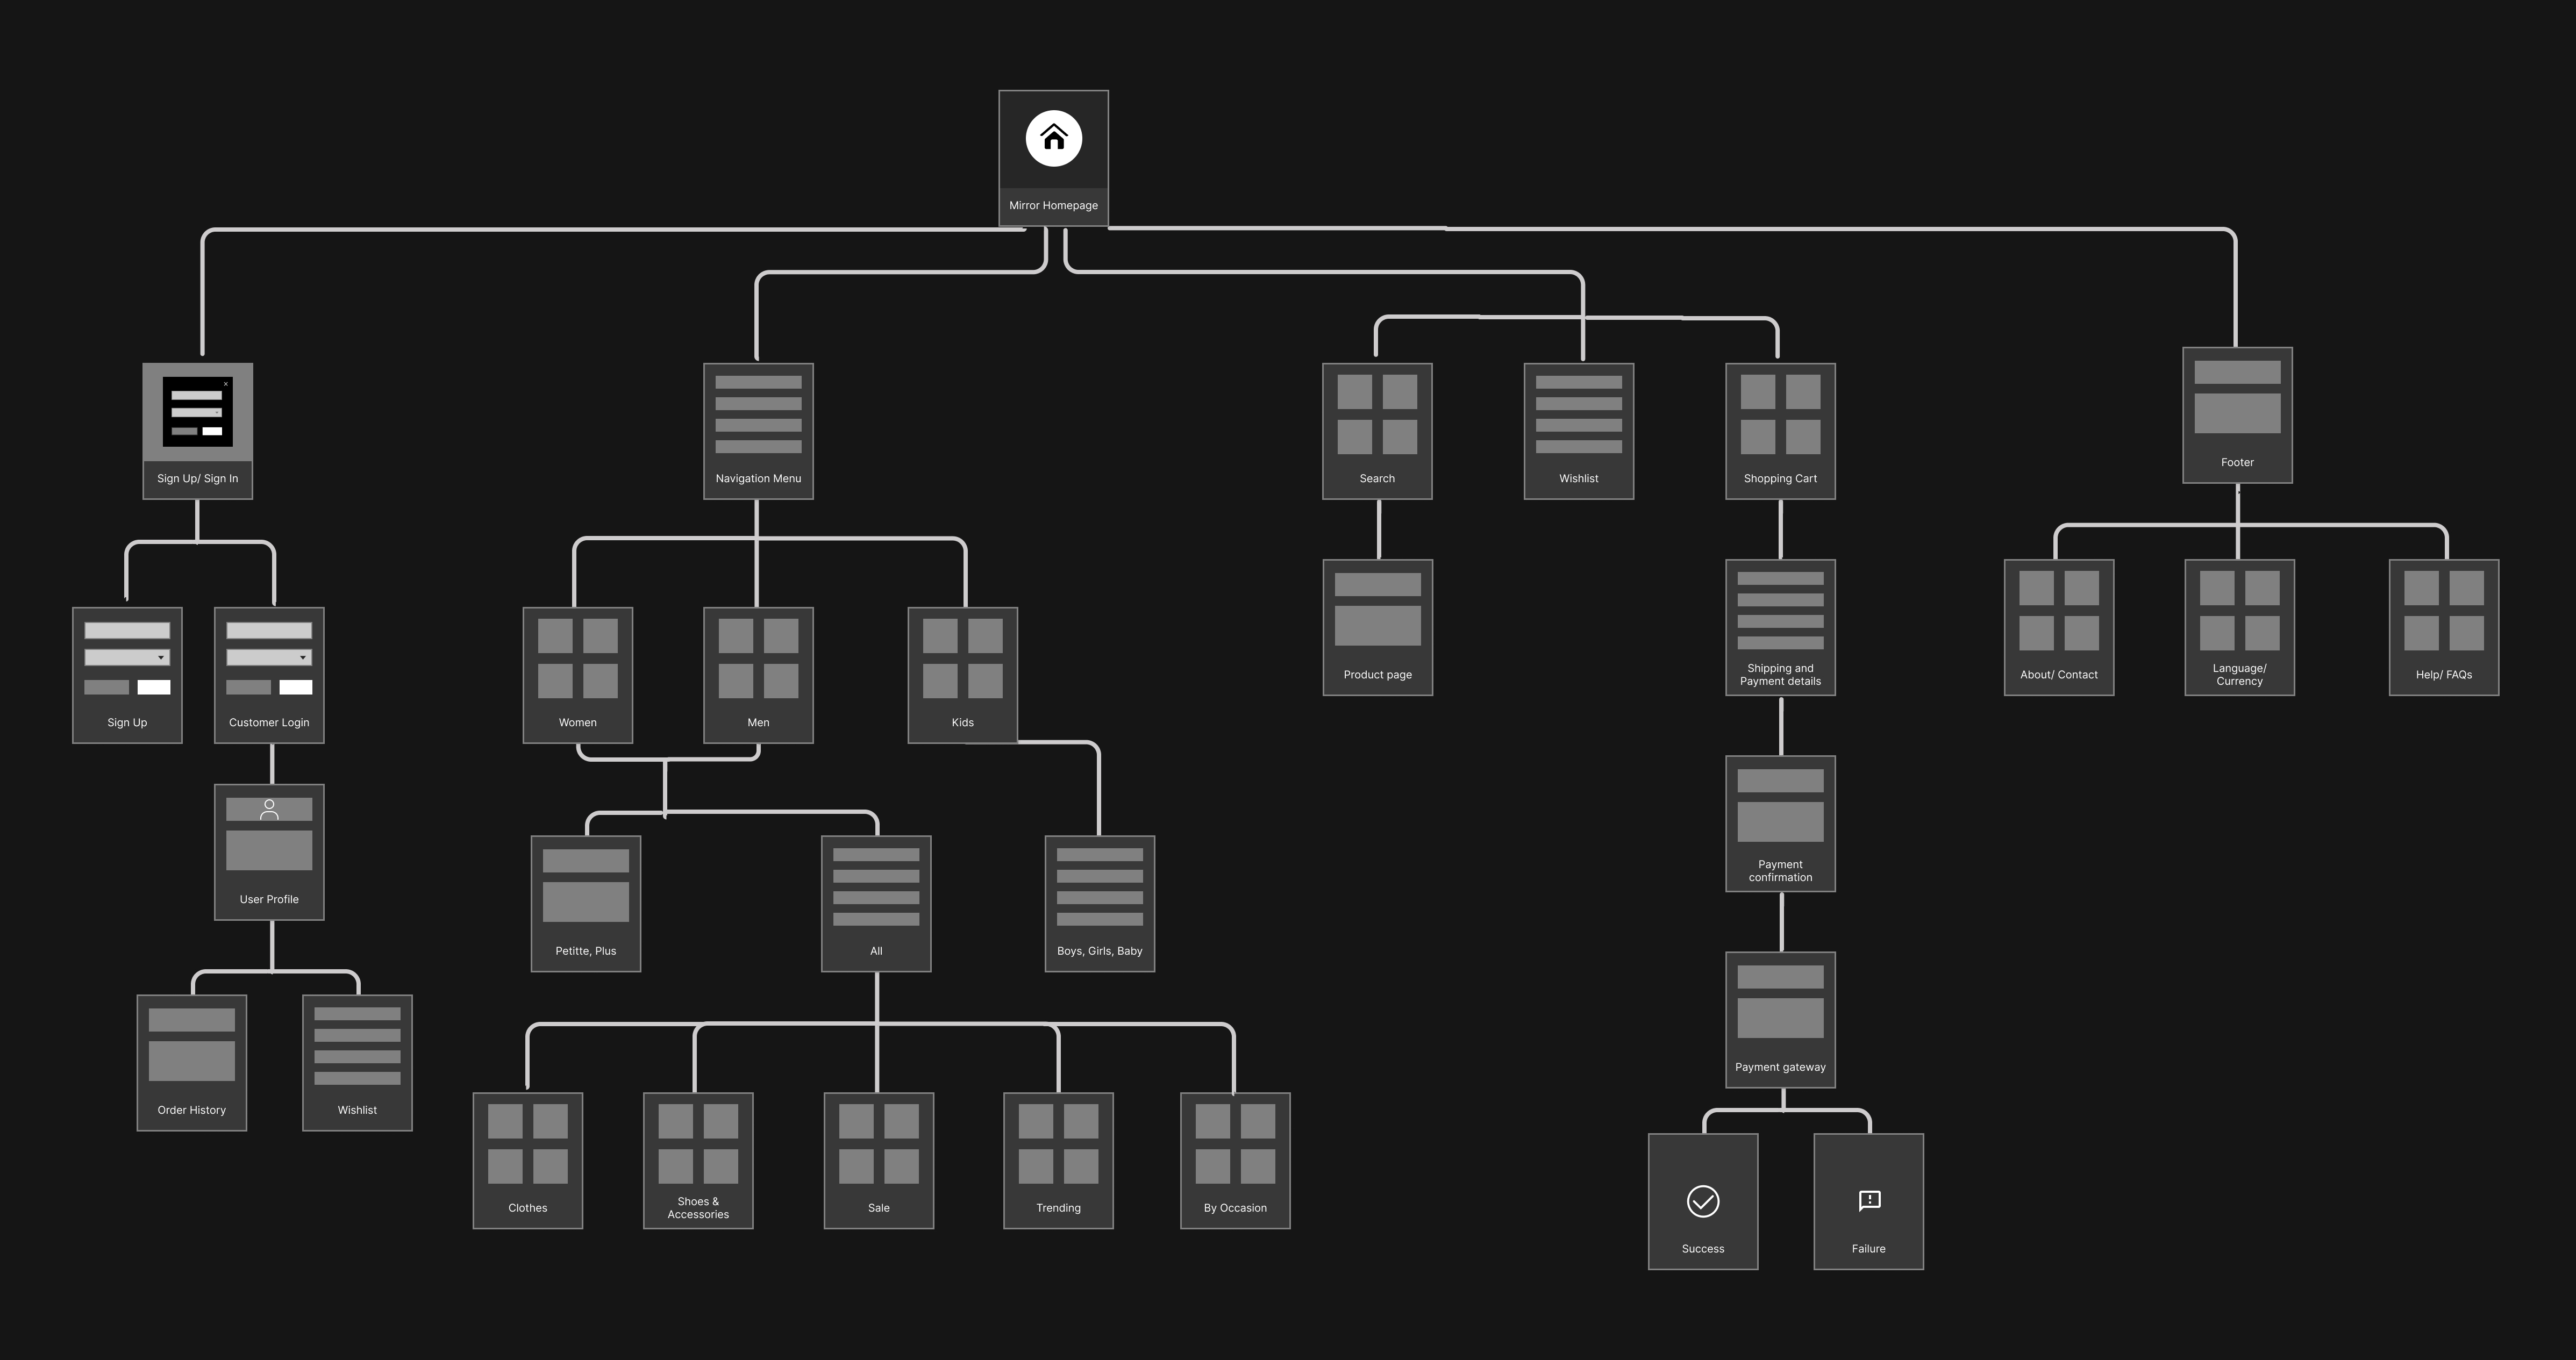 Mirror Homepage
Sign Up/ Sign In
Navigation Menu
Search
Wishlist
Shopping Cart
Footer
Sign Up
Customer Login
Women
Men
Kids
Product page
Shipping and
Payment details
About/ Contact
Language/
Currency
Help/ FAQs
User Profile
Petitte, Plus
All
Boys, Girls, Baby
Payment
confirmation
Order History
Wishlist
Payment gateway
Clothes
Shoes &
Accessories
Sale
Trending
By Occasion
Success
Failure